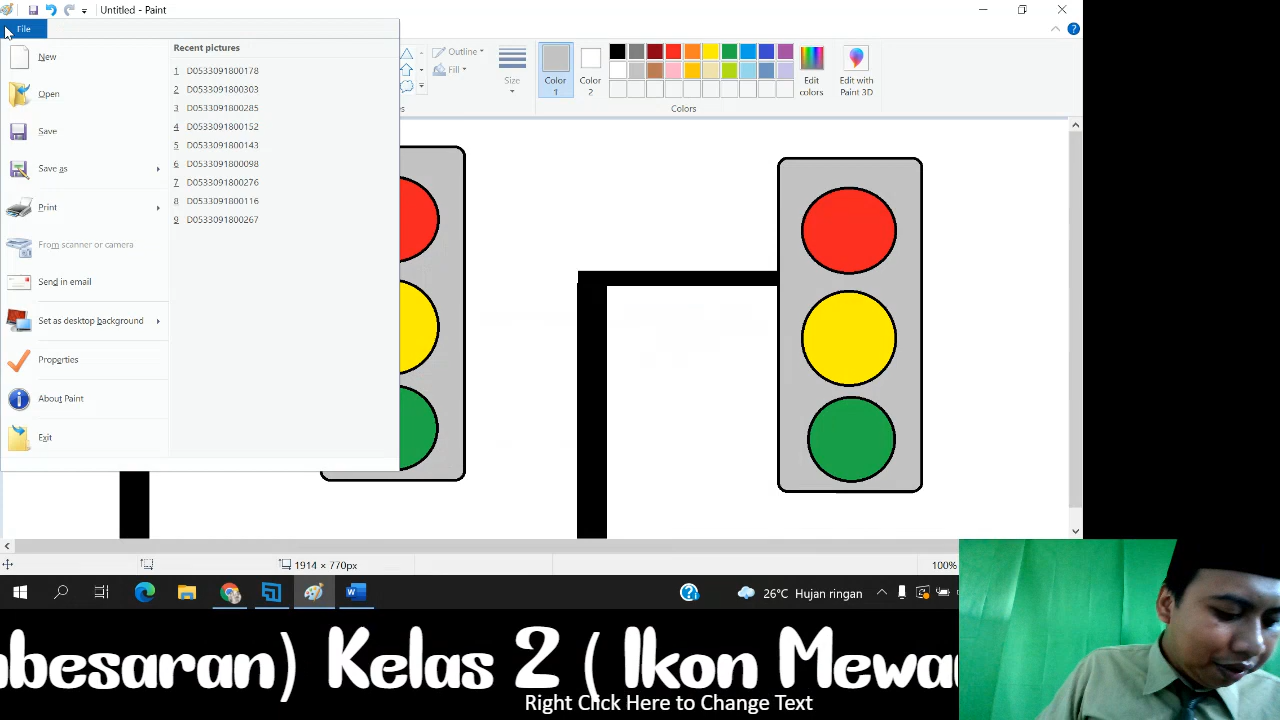 Untitled - Paint
File
Recent pictures
New
1 D0533091800178
2 D0533091800303
Open
3 D0533091800285
4 D0533091800152
Save
5 D0533091800143
6 D0533091800098
Save as
7 D0533091800276
8 D0533091800116
Print
9 D0533091800267
From scanner or camera
Send in email
Set as desktop background
Properties
About Paint
Exit
Outline
Fill
Size
Color 1
Color 2
Edit colors
Edit with Paint 3D
Colors
1914 × 770px
100%
26°C Hujan ringan
mbesaran) Kelas 2 ( Ikon Mewa
Right Click Here to Change Text